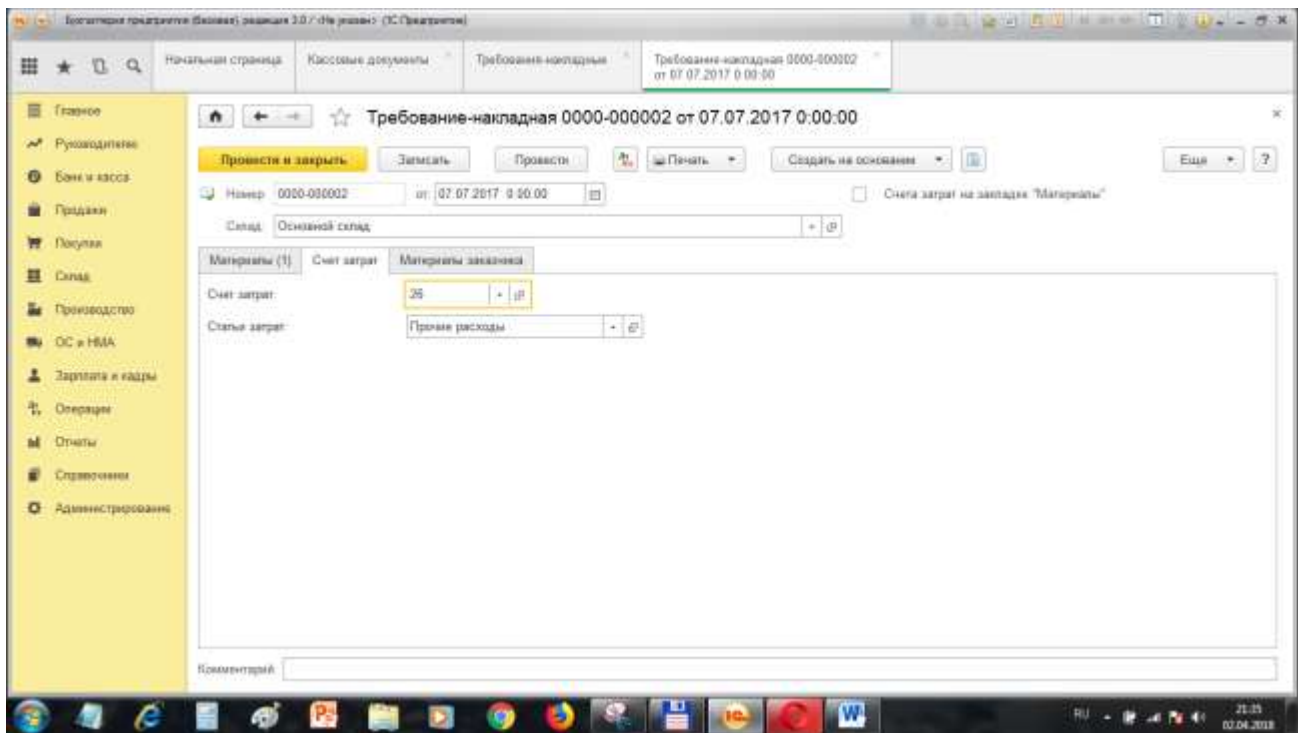 Бухгалтерия предприятия (базовая), редакция 3.0 / <Не указан> (1С:Предприятие)
Начальная страница
Кассовые документы
Требования-накладные
Требование-накладная 0000-000002
от 07.07.2017 0:00:00
Главное
Руководителю
Банк и касса
Продажи
Покупки
Склад
Производство
ОС и НМА
Зарплата и кадры
Операции
Отчеты
Справочники
Администрирование
Требование-накладная 0000-000002 от 07.07.2017 0:00:00
Провести и закрыть
Записать
Провести
Печать
Создать на основании
Еще
?
Номер: 0000-000002 от: 07.07.2017 0:00:00
Счета затрат на закладке "Материалы"
Склад: Основной склад
Материалы (1)
Счет затрат
Материалы заказчика
Счет затрат: 26
Статья затрат: Прочие расходы
Комментарий:
RU
21:35
02.04.2018